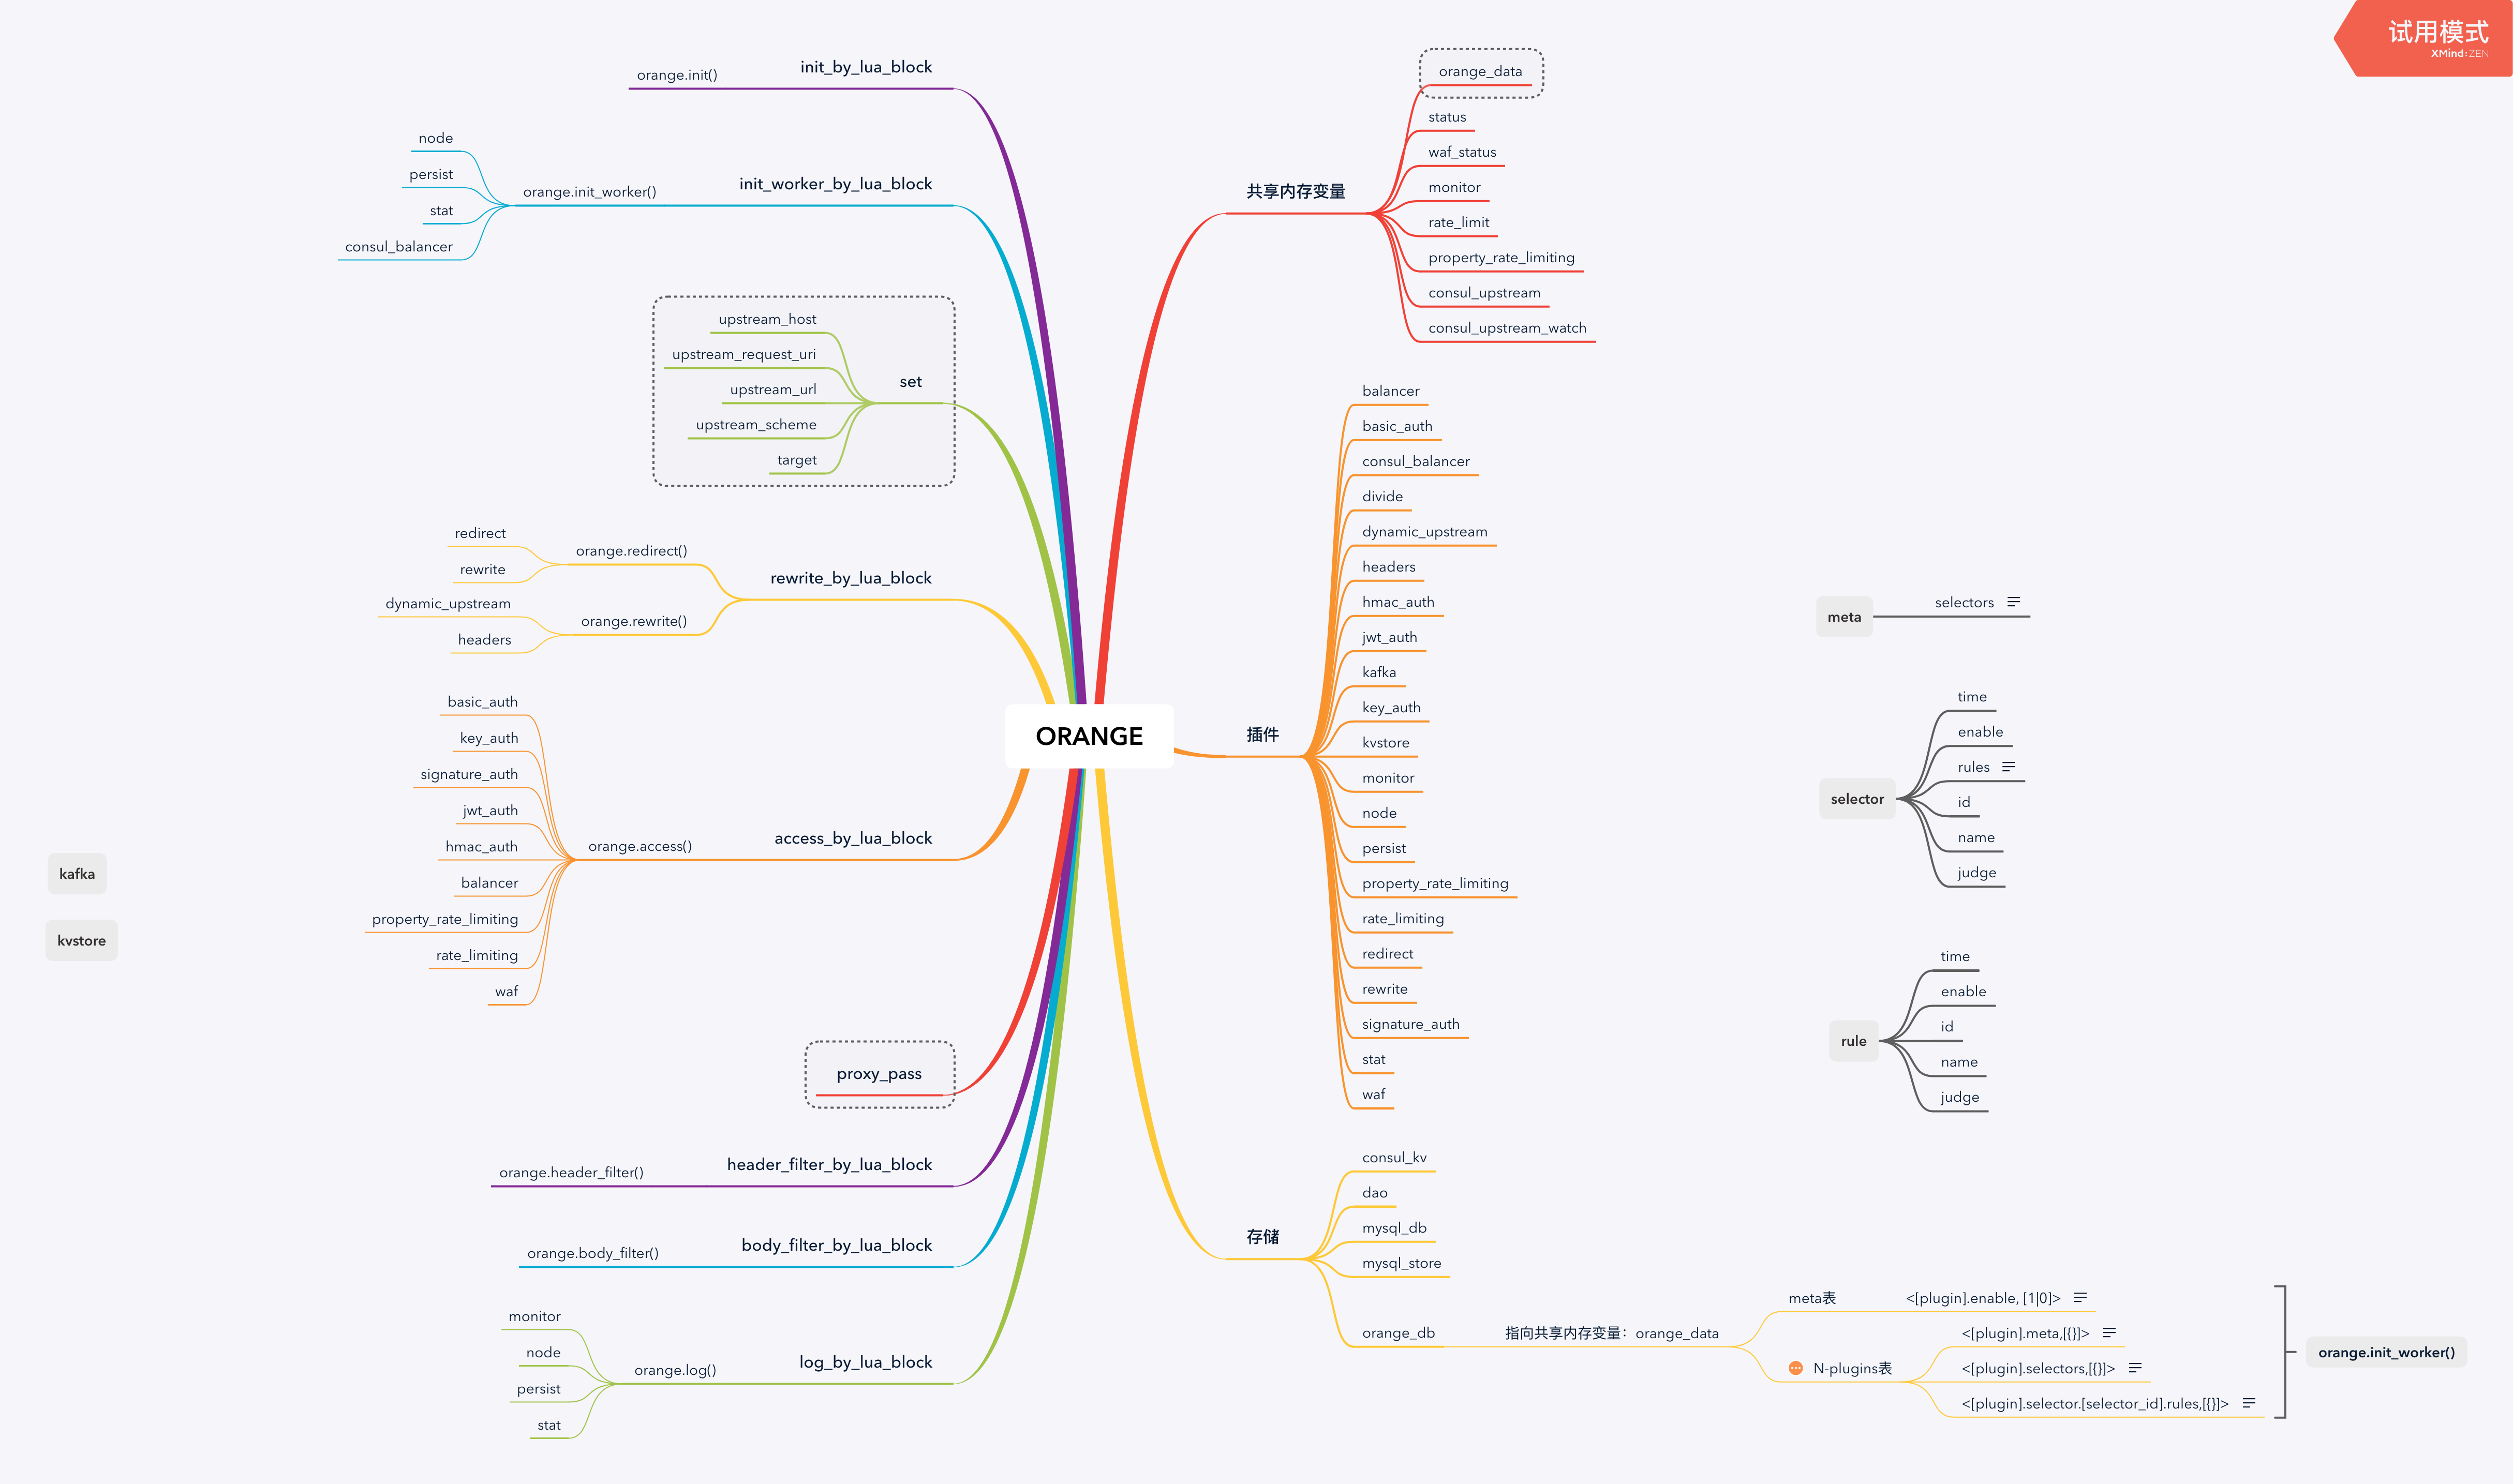 试用模式
XMind:ZEN
ORANGE
init_by_lua_block
orange.init()
init_worker_by_lua_block
orange.init_worker()
node
persist
stat
consul_balancer
set
upstream_host
upstream_request_uri
upstream_url
upstream_scheme
target
rewrite_by_lua_block
orange.redirect()
redirect
rewrite
orange.rewrite()
dynamic_upstream
headers
access_by_lua_block
orange.access()
basic_auth
key_auth
signature_auth
jwt_auth
hmac_auth
balancer
property_rate_limiting
rate_limiting
waf
kafka
kvstore
proxy_pass
header_filter_by_lua_block
orange.header_filter()
body_filter_by_lua_block
orange.body_filter()
log_by_lua_block
orange.log()
monitor
node
persist
stat
共享内存变量
orange_data
status
waf_status
monitor
rate_limit
property_rate_limiting
consul_upstream
consul_upstream_watch
插件
balancer
basic_auth
consul_balancer
divide
dynamic_upstream
headers
hmac_auth
jwt_auth
kafka
key_auth
kvstore
monitor
node
persist
property_rate_limiting
rate_limiting
redirect
rewrite
signature_auth
stat
waf
存储
consul_kv
dao
mysql_db
mysql_store
orange_db
指向共享内存变量：orange_data
meta表
<[plugin].enable, [1|0]>
N-plugins表
<[plugin].meta,[{}]>
<[plugin].selectors,[{}]>
<[plugin].selector.[selector_id].rules,[{}]>
orange.init_worker()
meta
selectors
selector
time
enable
rules
id
name
judge
rule
time
enable
id
name
judge